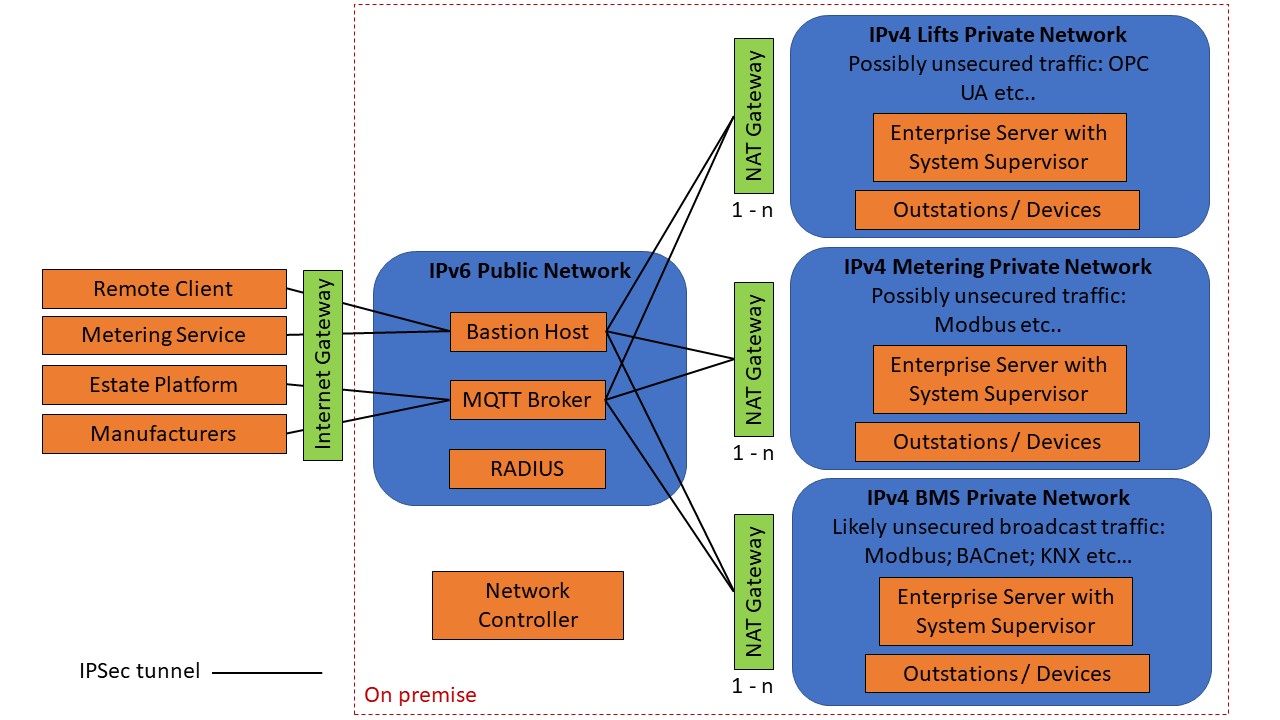 Remote Client
Metering Service
Estate Platform
Manufacturers
Internet Gateway
IPv6 Public Network
Bastion Host
MQTT Broker
RADIUS
Network
Controller
IPSec tunnel
On premise
NAT Gateway
1 - n
IPv4 Lifts Private Network
Possibly unsecured traffic: OPC
UA etc..
Enterprise Server with
System Supervisor
Outstations / Devices
NAT Gateway
1 - n
IPv4 Metering Private Network
Possibly unsecured traffic:
Modbus etc..
Enterprise Server with
System Supervisor
Outstations / Devices
NAT Gateway
1 - n
IPv4 BMS Private Network
Likely unsecured broadcast traffic:
Modbus; BACnet; KNX etc...
Enterprise Server with
System Supervisor
Outstations / Devices